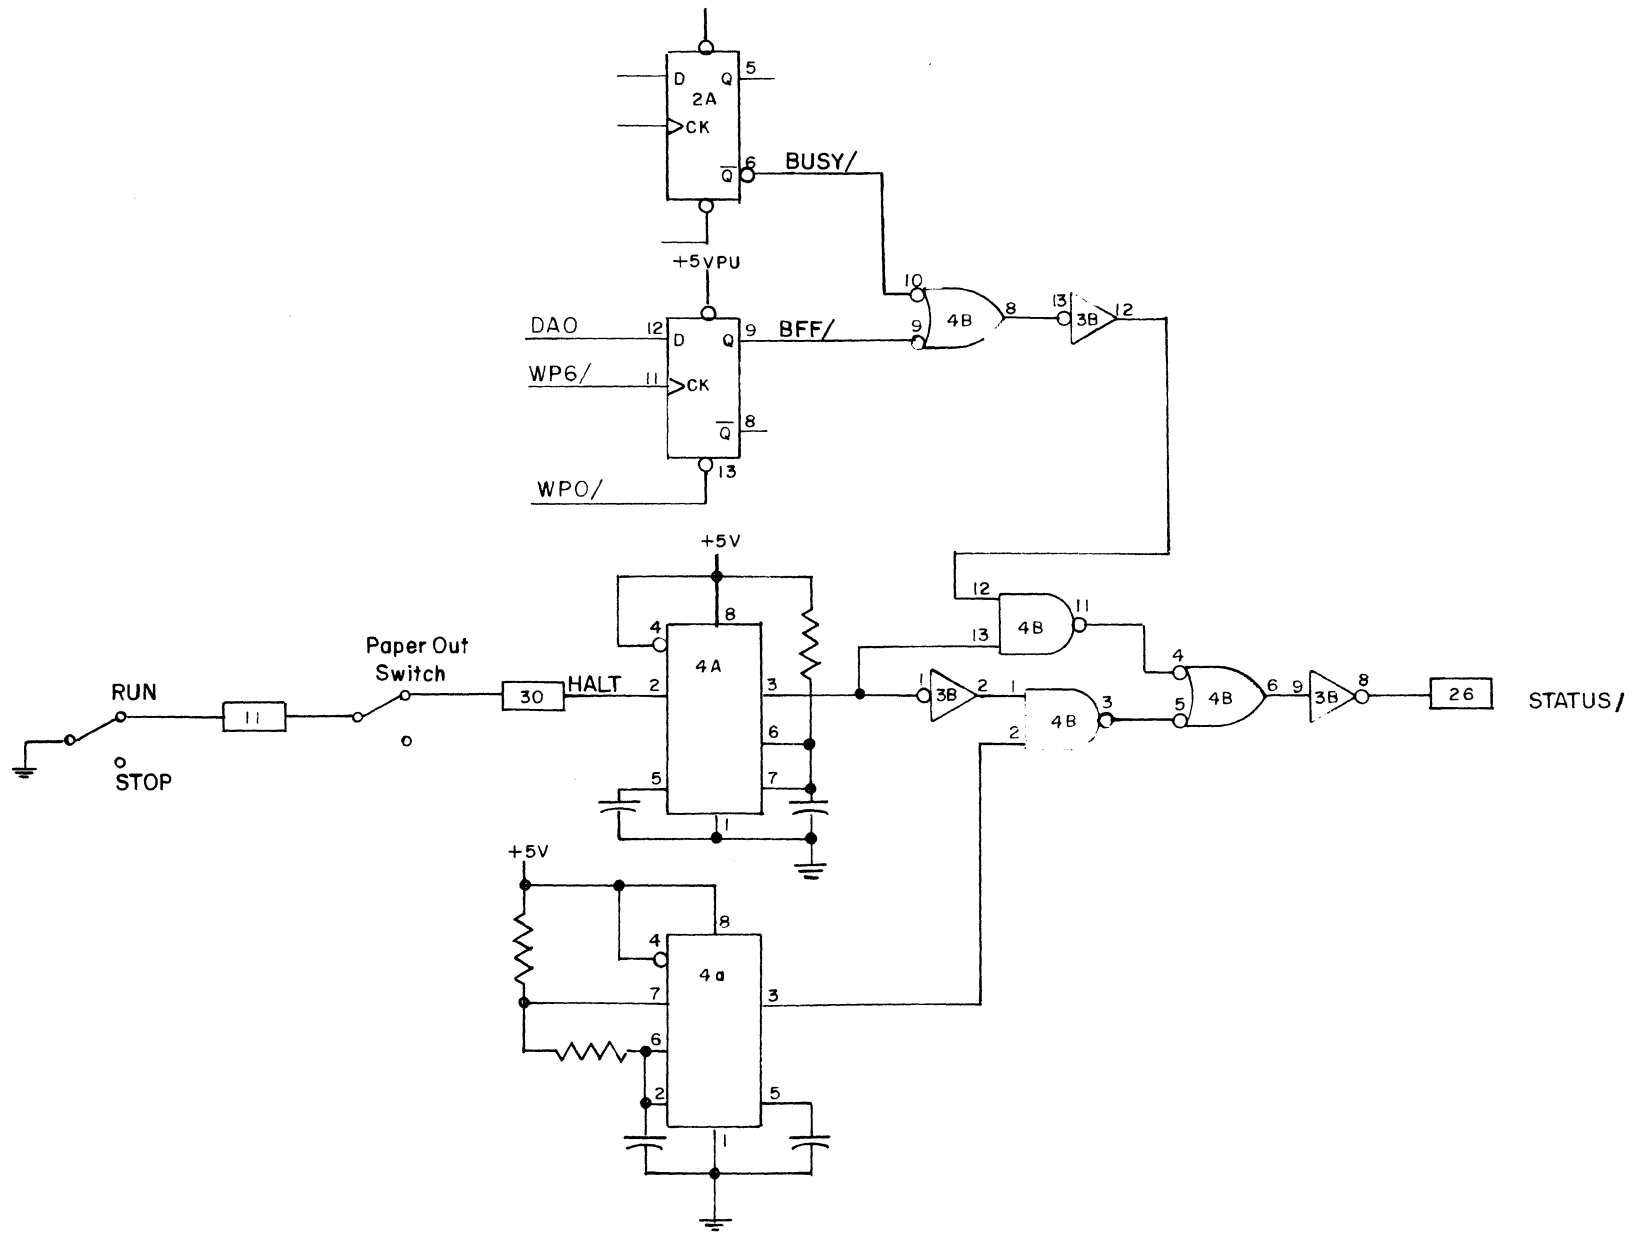 D Q 5
2A
CK
Q 6 BUSY/
+5VPU
DA0 12 D Q 9 BFF/
WP6/ 11 CK
Q 8
13
WP0/
10 9 4B 8 13 3B 12
+5V
8
4
4A
Paper Out
Switch
RUN
STOP
11
30
HALT 2
3
6
7
5
1
12
13
4B
11
1 3B 2
1
2
4B
3
4
5
4B
6 9 3B 8
26
STATUS/
+5V
8
4
4a
7
3
6
2
5
1